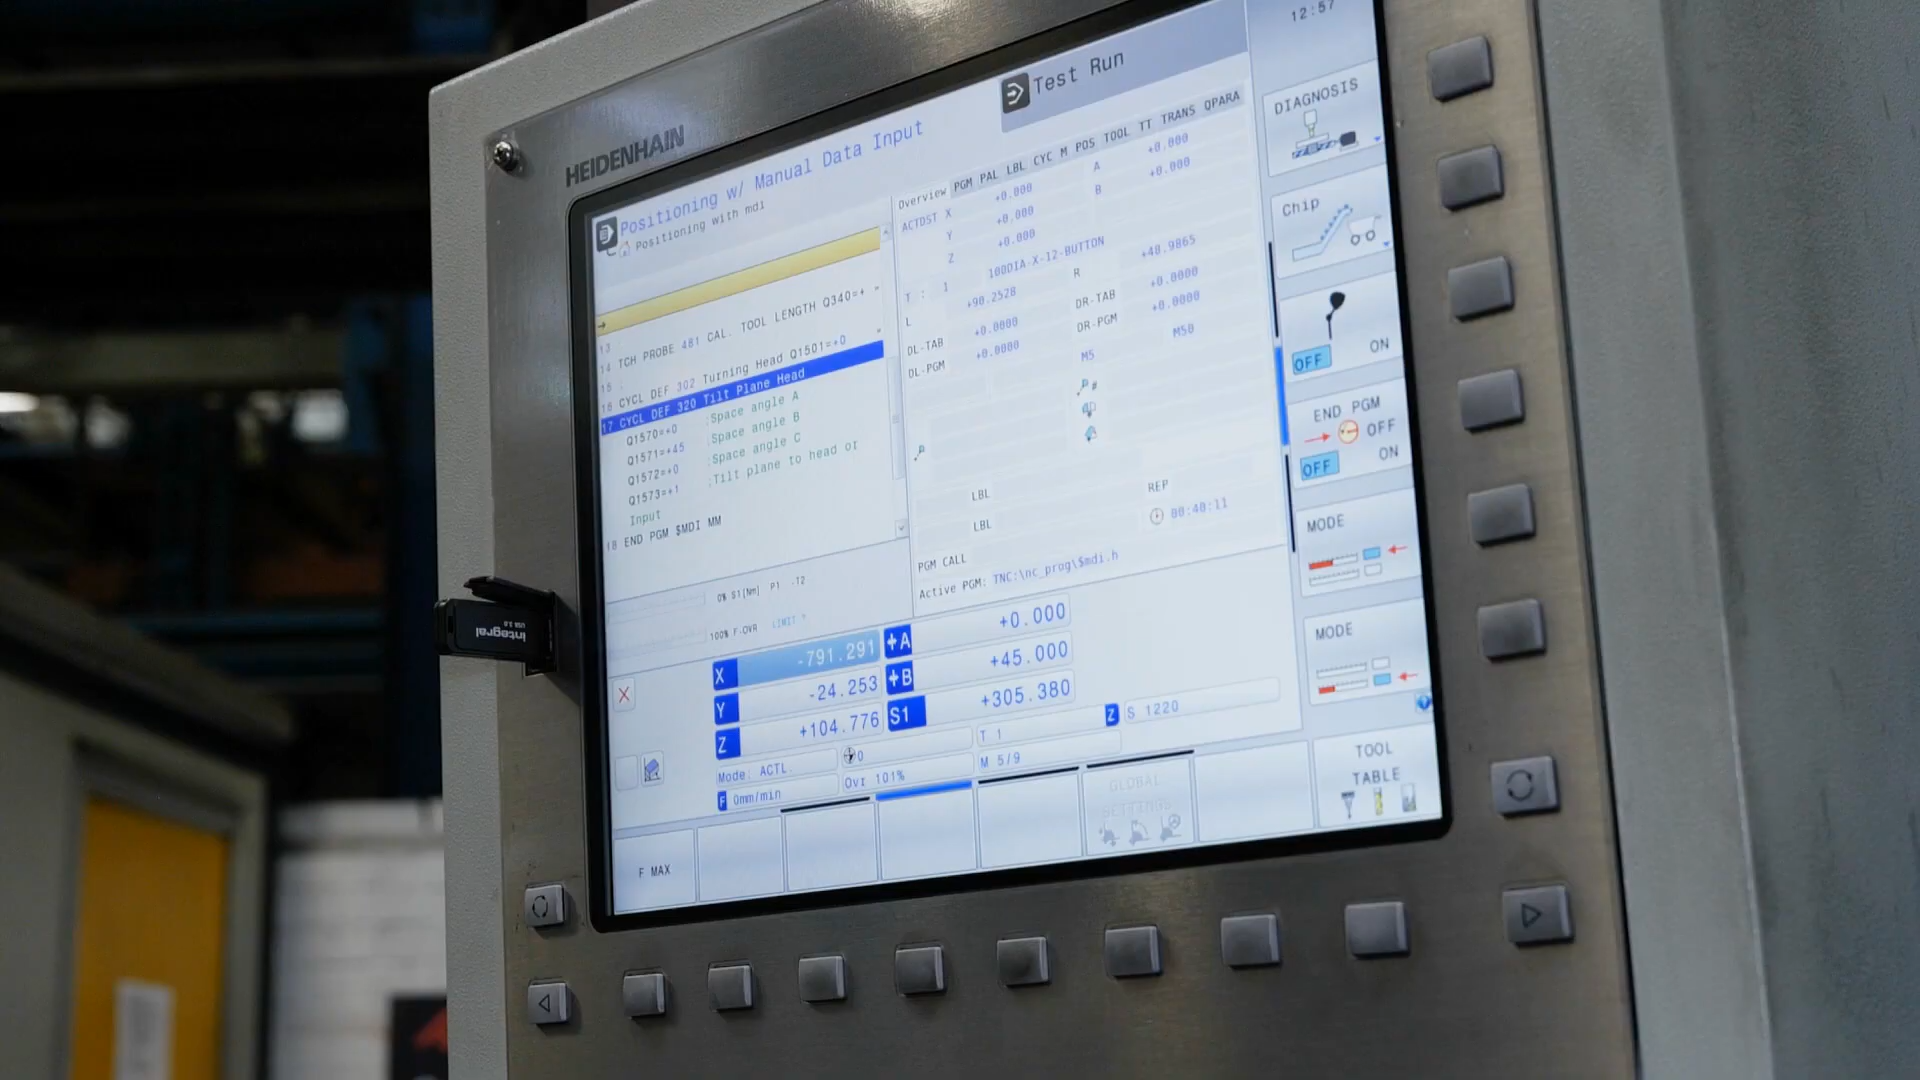 HEIDENHAIN
Positioning w/ Manual Data Input
Positioning with mdi
Test Run
12:57
13
14 TCH PROBE 481 CAL. TOOL LENGTH Q340=+
15 ;
16 CYCL DEF 302 Turning Head Q1501=+0
17 CYCL DEF 320 Tilt Plane Head
Q1570=+0 ;Space angle A
Q1571=+45 ;Space angle B
Q1572=+0 ;Space angle C
Q1573=+1 ;Tilt plane to head or
Input
18 END PGM $MDI MM
Overview PGM PAL LBL CYC M POS TOOL TT TRANS QPARA
ACTDST X +0.000 A +0.000
Y +0.000 B +0.000
Z +0.000
T : 1 100DIA-X-12-BUTTON
L +90.2528 R +48.9865
DL-TAB +0.0000 DR-TAB +0.0000
DL-PGM +0.0000 DR-PGM +0.0000
M5 M50
LBL
LBL REP
00:40:11
PGM CALL
Active PGM: TNC:\nc_prog\$mdi.h
0% S1[Nm] P1 -T2
100% F-OVR LIMIT
X -791.291 +A +0.000
Y -24.253 +B +45.000
Z +104.776 S1 +305.380
Mode: ACTL. 0 T 1 Z S 1220
F 0mm/min Ovr 101% M 5/9
F MAX
GLOBAL
SETTINGS
DIAGNOSIS
Chip
OFF ON
END PGM
OFF
OFF ON
MODE
MODE
TOOL
TABLE
integral
USB 3.0